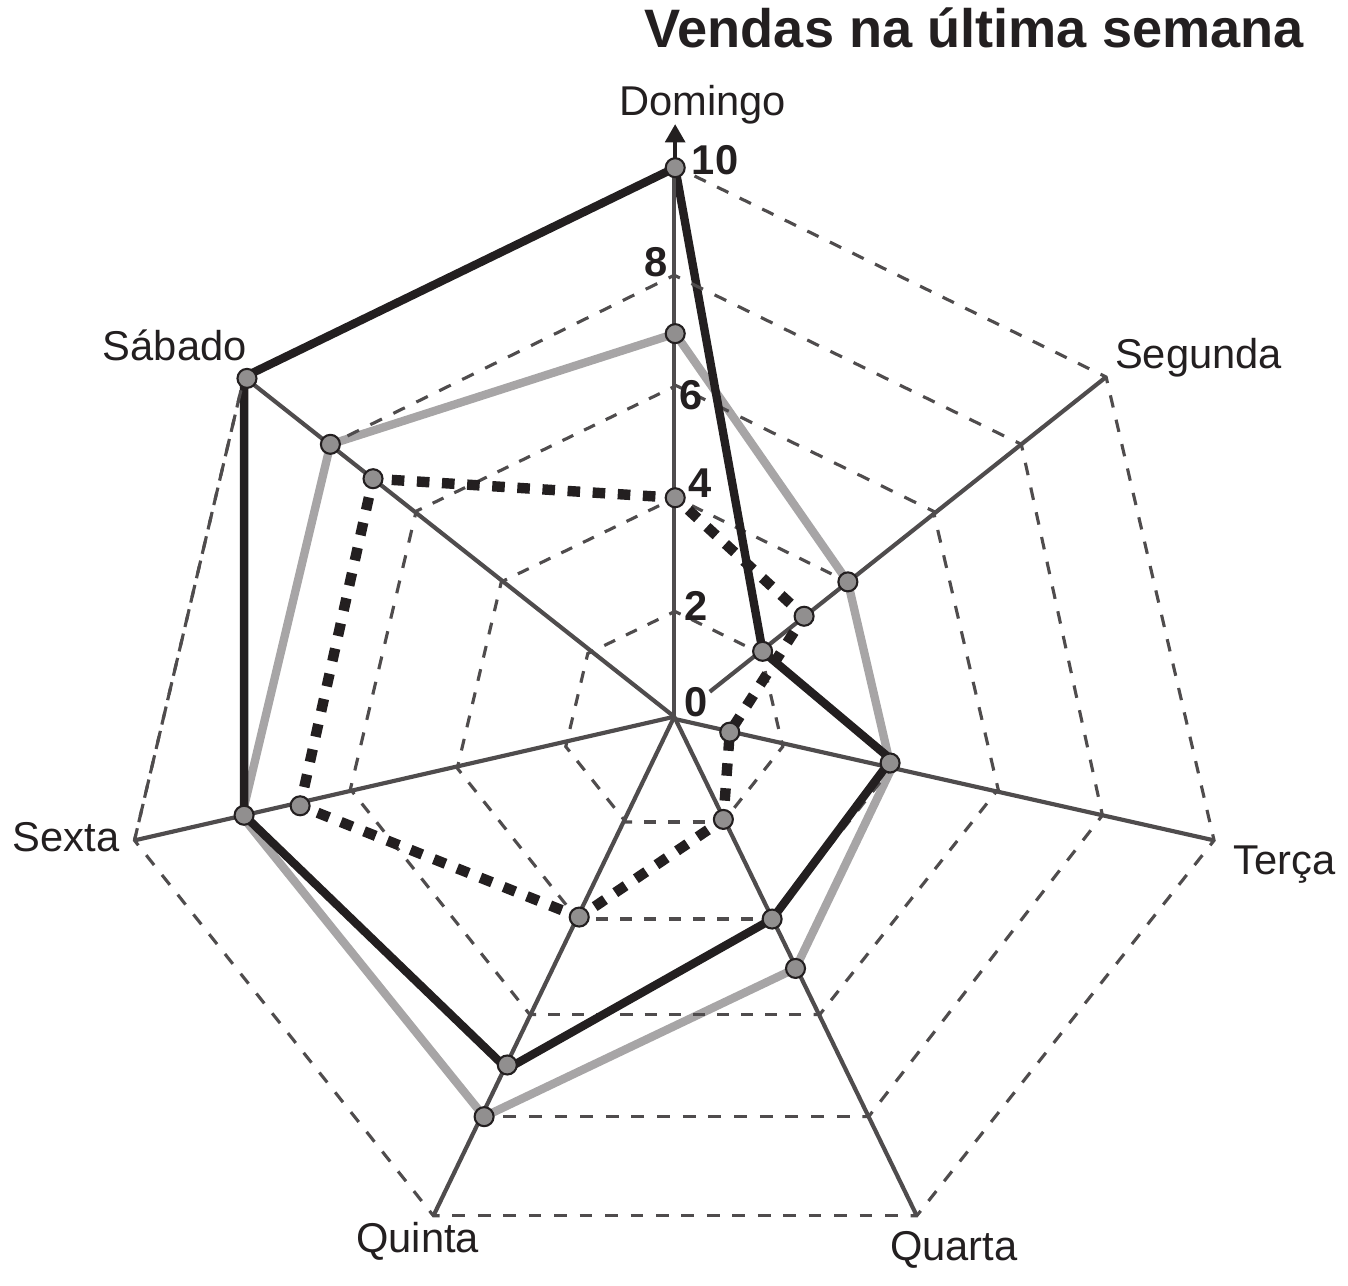 Vendas na última semana
Domingo
10
8
Sábado
Segunda
6
4
2
0
Sexta
Terça
Quinta
Quarta